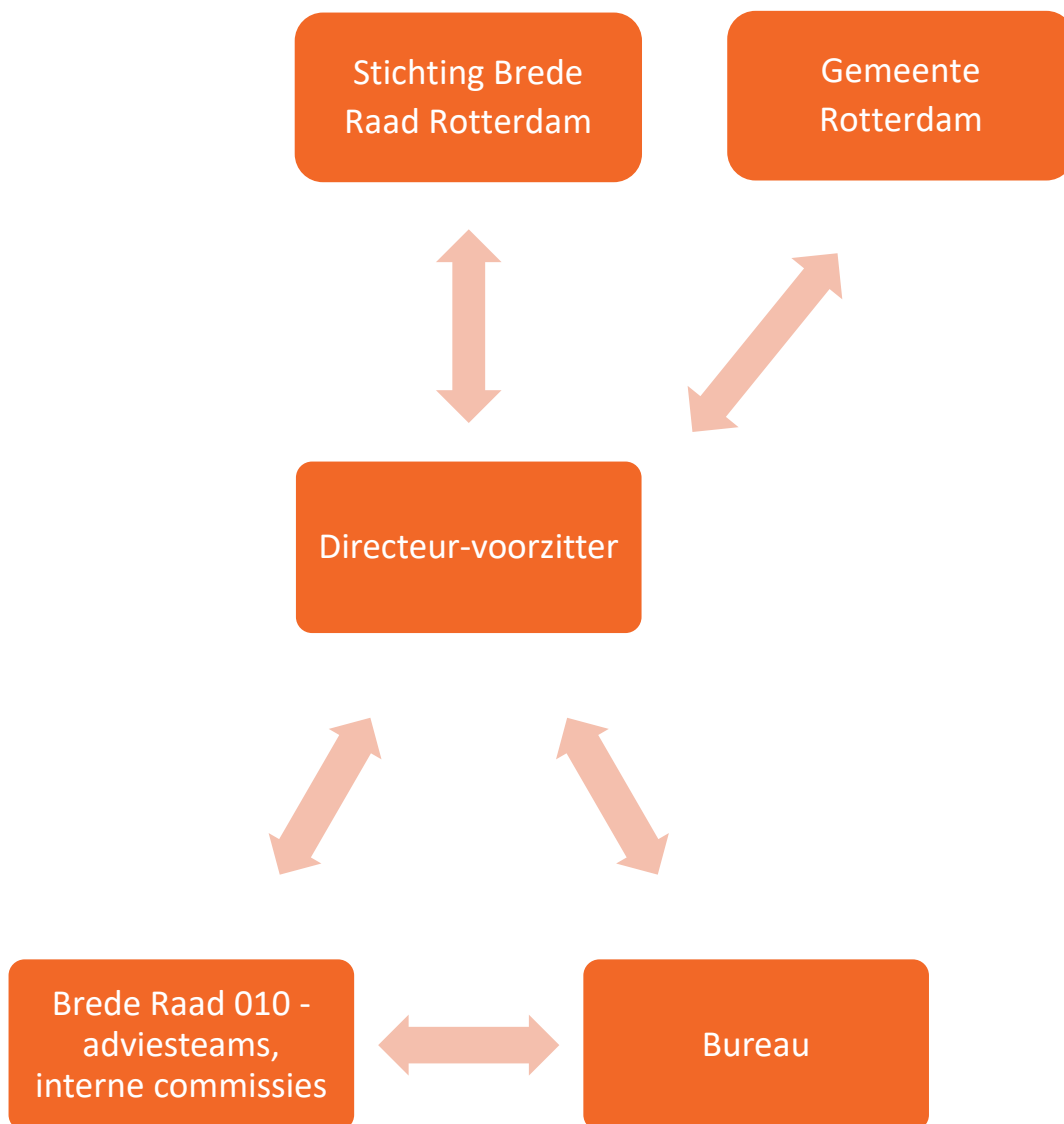 Stichting Brede
Raad Rotterdam
Gemeente
Rotterdam
Directeur-voorzitter
Brede Raad 010 -
adviesteams,
interne commissies
Bureau